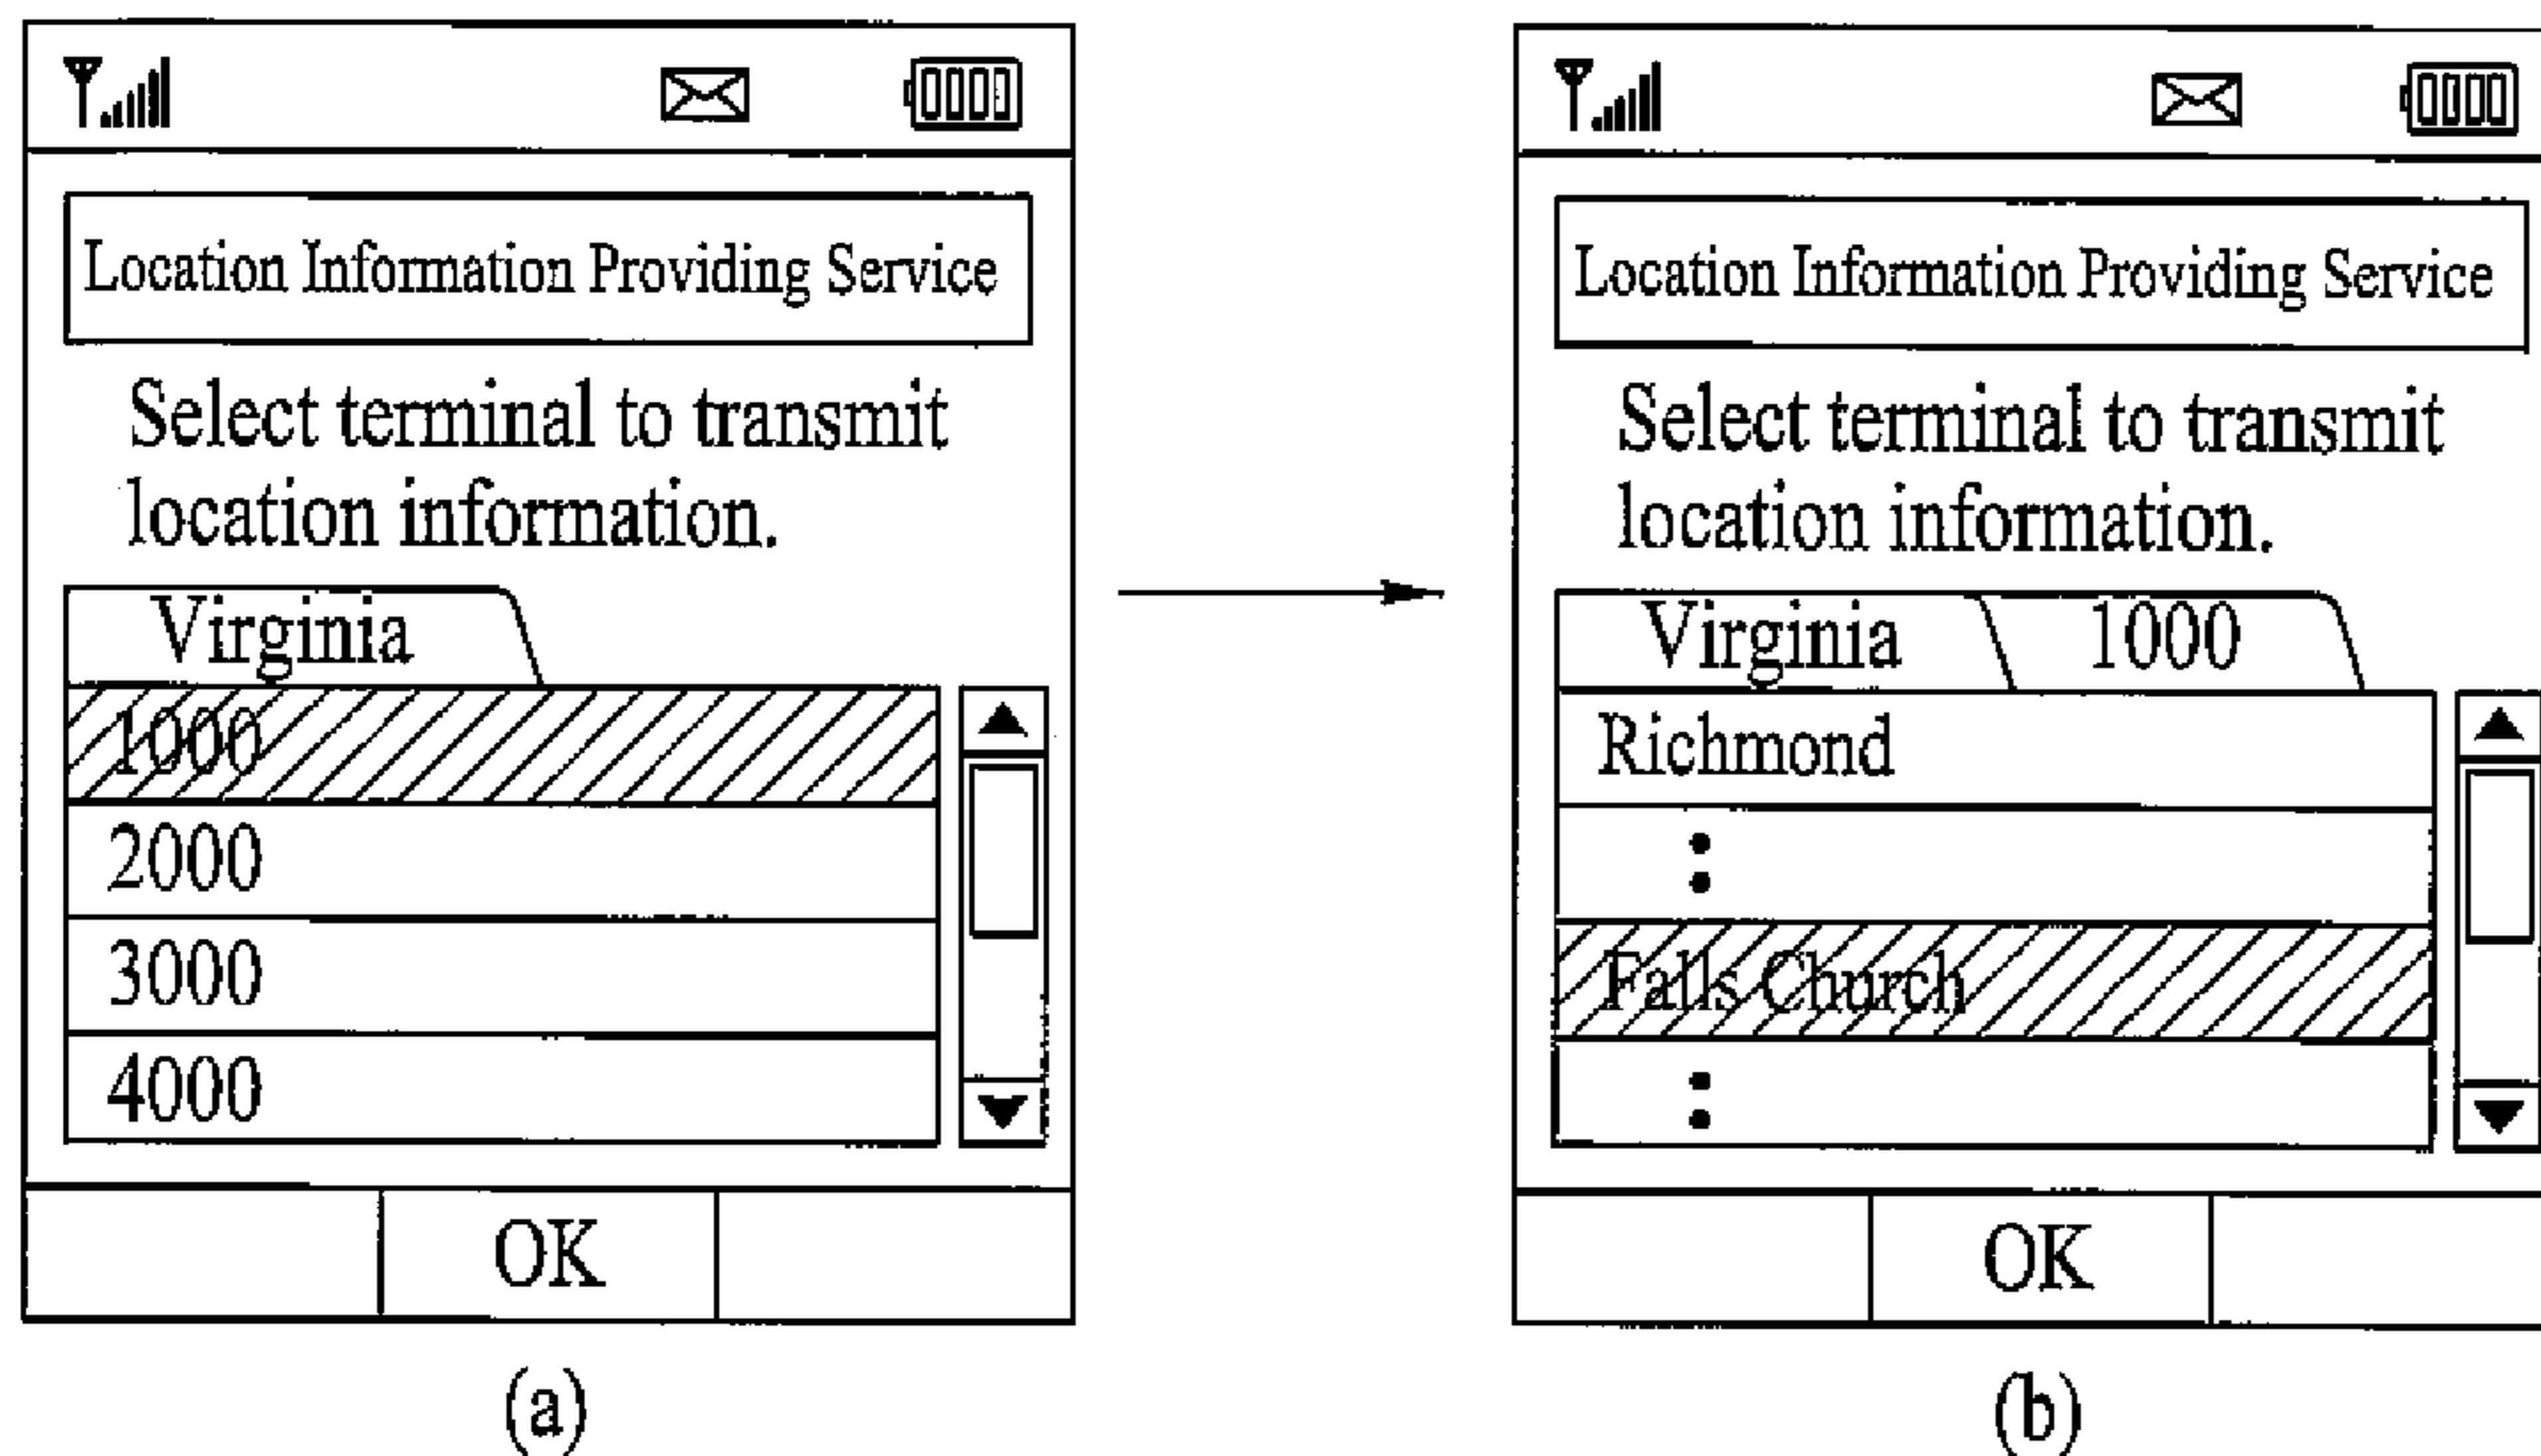 Location Information Providing Service
Select terminal to transmit
location information.
Virginia
1000
2000
3000
4000
OK
(a)
Location Information Providing Service
Select terminal to transmit
location information.
Virginia 1000
Richmond
:
Falls Church
:
OK
(b)